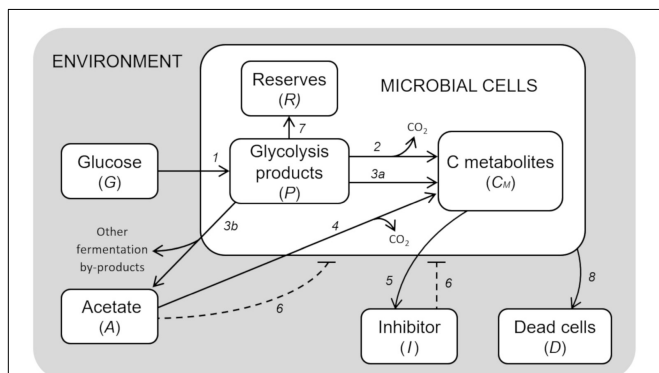 ENVIRONMENT
MICROBIAL CELLS
Reserves
(R)
7
CO2
2
1
Glucose
(G)
Glycolysis
products
(P)
3a
C metabolites
(CM)
3b
4
CO2
Other
fermentation
by-products
5
6
6
8
Acetate
(A)
Inhibitor
(I)
Dead cells
(D)